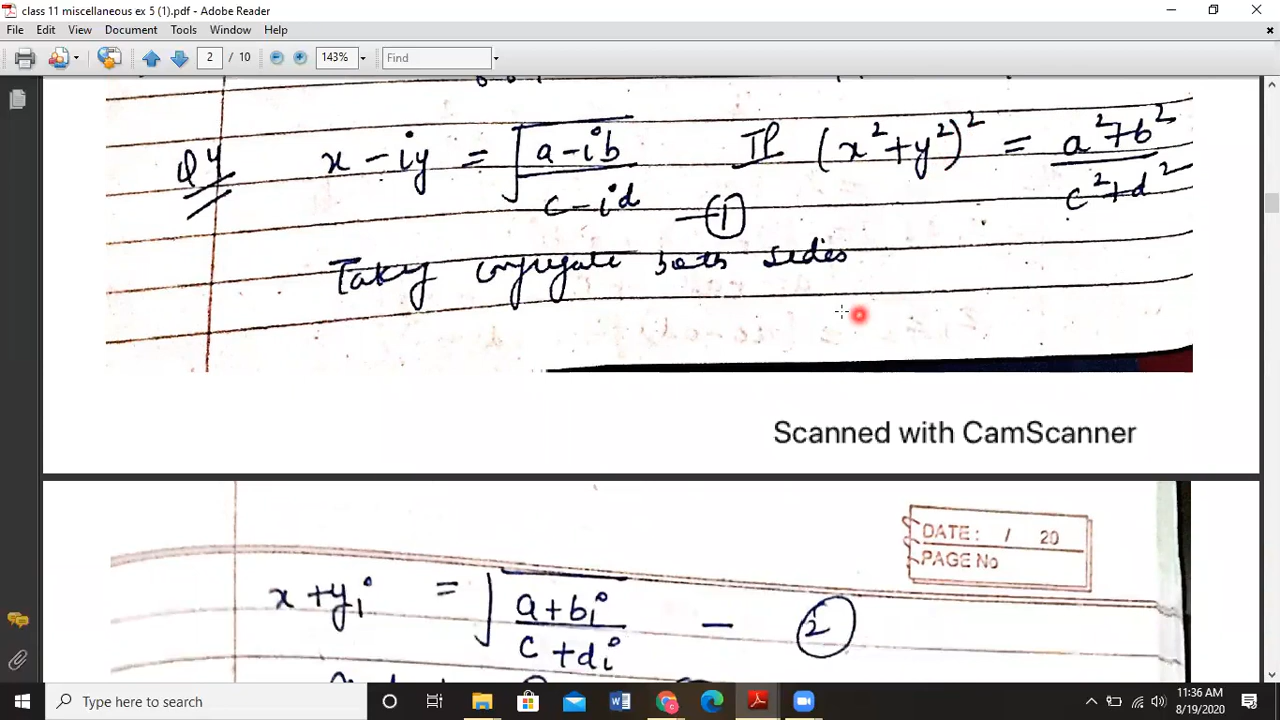 class 11 miscellaneous ex 5 (1).pdf - Adobe Reader
File Edit View Document Tools Window Help
2 / 10 143% Find
Q4 x - iy = √(a-ib / c-id) - ① TP (x²+y²)² = a²+b² / c²+d²
Taking conjugate both sides
Scanned with CamScanner
DATE: / 20
PAGE No
x+yi = √(a+bi / c+di) - ②
Type here to search
11:36 AM
8/19/2020